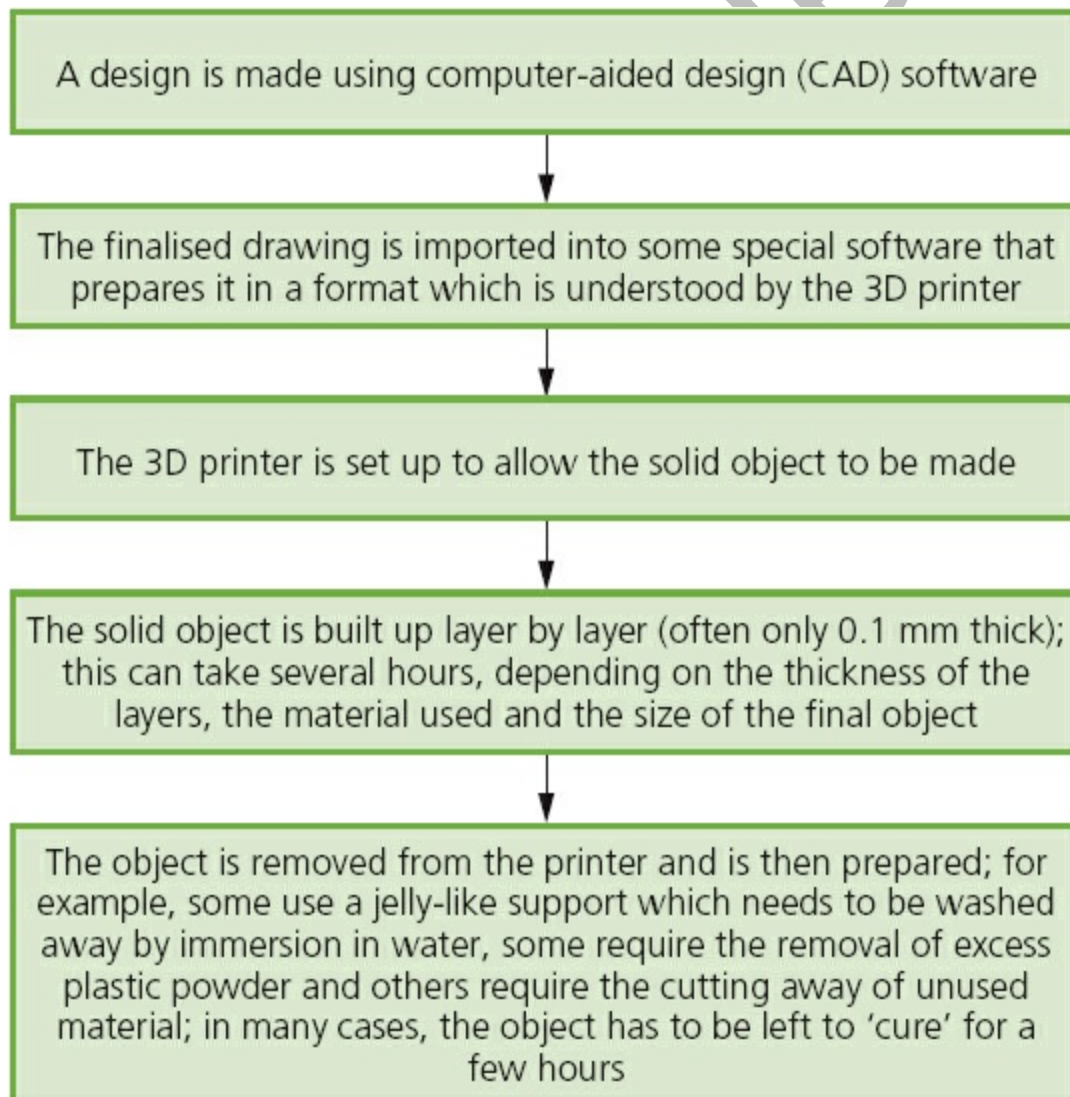 A design is made using computer-aided design (CAD) software
The finalised drawing is imported into some special software that
prepares it in a format which is understood by the 3D printer
The 3D printer is set up to allow the solid object to be made
The solid object is built up layer by layer (often only 0.1 mm thick);
this can take several hours, depending on the thickness of the
layers, the material used and the size of the final object
The object is removed from the printer and is then prepared; for
example, some use a jelly-like support which needs to be washed
away by immersion in water, some require the removal of excess
plastic powder and others require the cutting away of unused
material; in many cases, the object has to be left to ‘cure’ for a
few hours